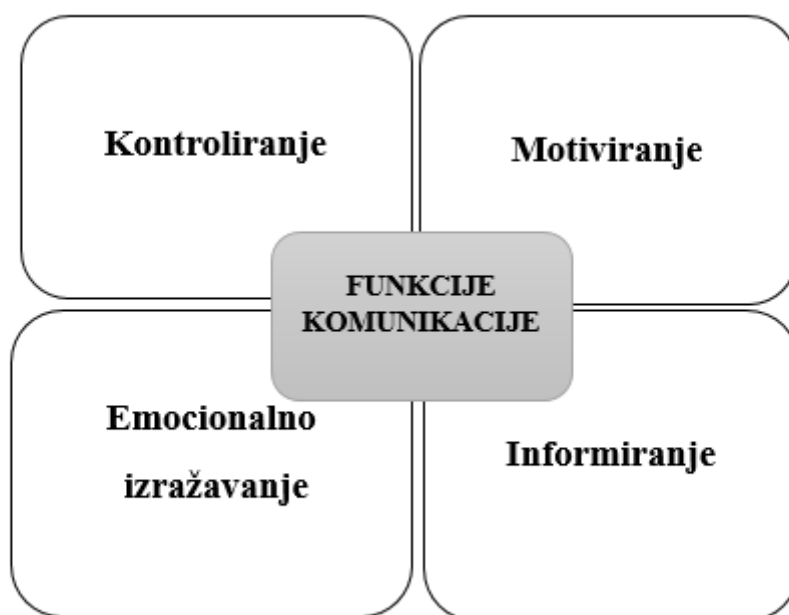 Kontroliranje
Motiviranje
FUNKCIJE
KOMUNIKACIJE
Emocionalno
izražavanje
Informiranje